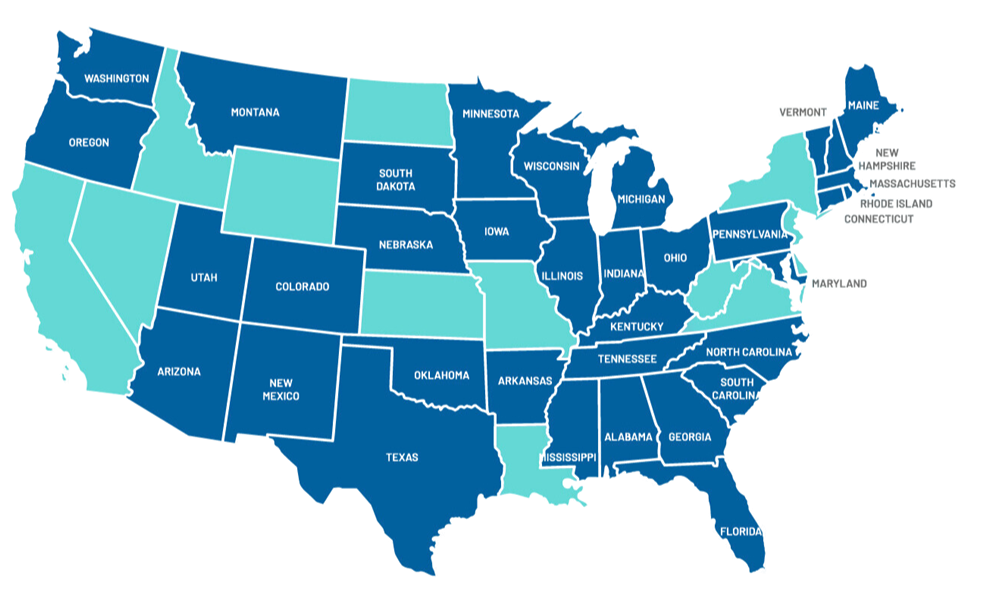 WASHINGTON
MONTANA
MINNESOTA
VERMONT
MAINE
OREGON
SOUTH
DAKOTA
WISCONSIN
NEW
HAMPSHIRE
MICHIGAN
MASSACHUSETTS
RHODE ISLAND
CONNECTICUT
NEBRASKA
IOWA
PENNSYLVANIA
UTAH
COLORADO
ILLINOIS
INDIANA
OHIO
MARYLAND
KENTUCKY
ARIZONA
NEW
MEXICO
OKLAHOMA
ARKANSAS
TENNESSEE
NORTH CAROLINA
SOUTH
CAROLINA
TEXAS
MISSISSIPPI
ALABAMA
GEORGIA
FLORIDA